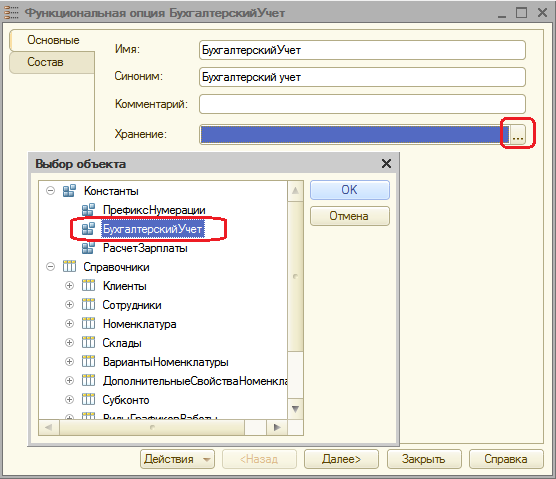 Функциональная опция БухгалтерскийУчет
Основные
Состав
Имя:
БухгалтерскийУчет
Синоним:
Бухгалтерский учет
Комментарий:
Хранение:
...
Выбор объекта
Константы
ПрефиксНумерации
БухгалтерскийУчет
РасчетЗарплаты
Справочники
Клиенты
Сотрудники
Номенклатура
Склады
ВариантыНоменклатуры
ДополнительныеСвойстваНоменкла
Субконто
ВидыГрафиковРаботы
OK
Отмена
Действия
<Назад
Далее>
Закрыть
Справка